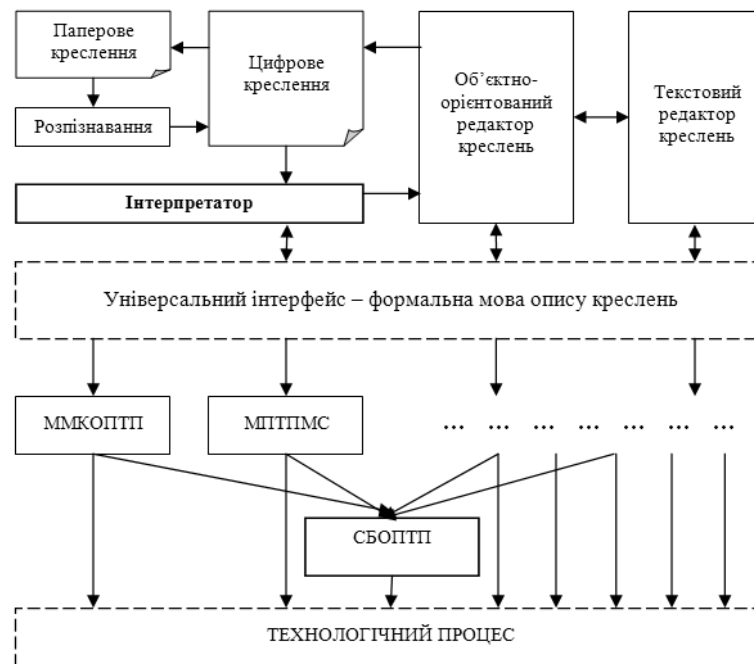 Паперове
креслення
Цифрове
креслення
Об’єктно-
орієнтований
редактор
креслень
Текстовий
редактор
креслень
Розпізнавання
Інтерпретатор
Універсальний інтерфейс – формальна мова опису креслень
ММКОПТП
МПТПМС
... ... ... ... ... ... ...
СБОПТП
ТЕХНОЛОГІЧНИЙ ПРОЦЕС